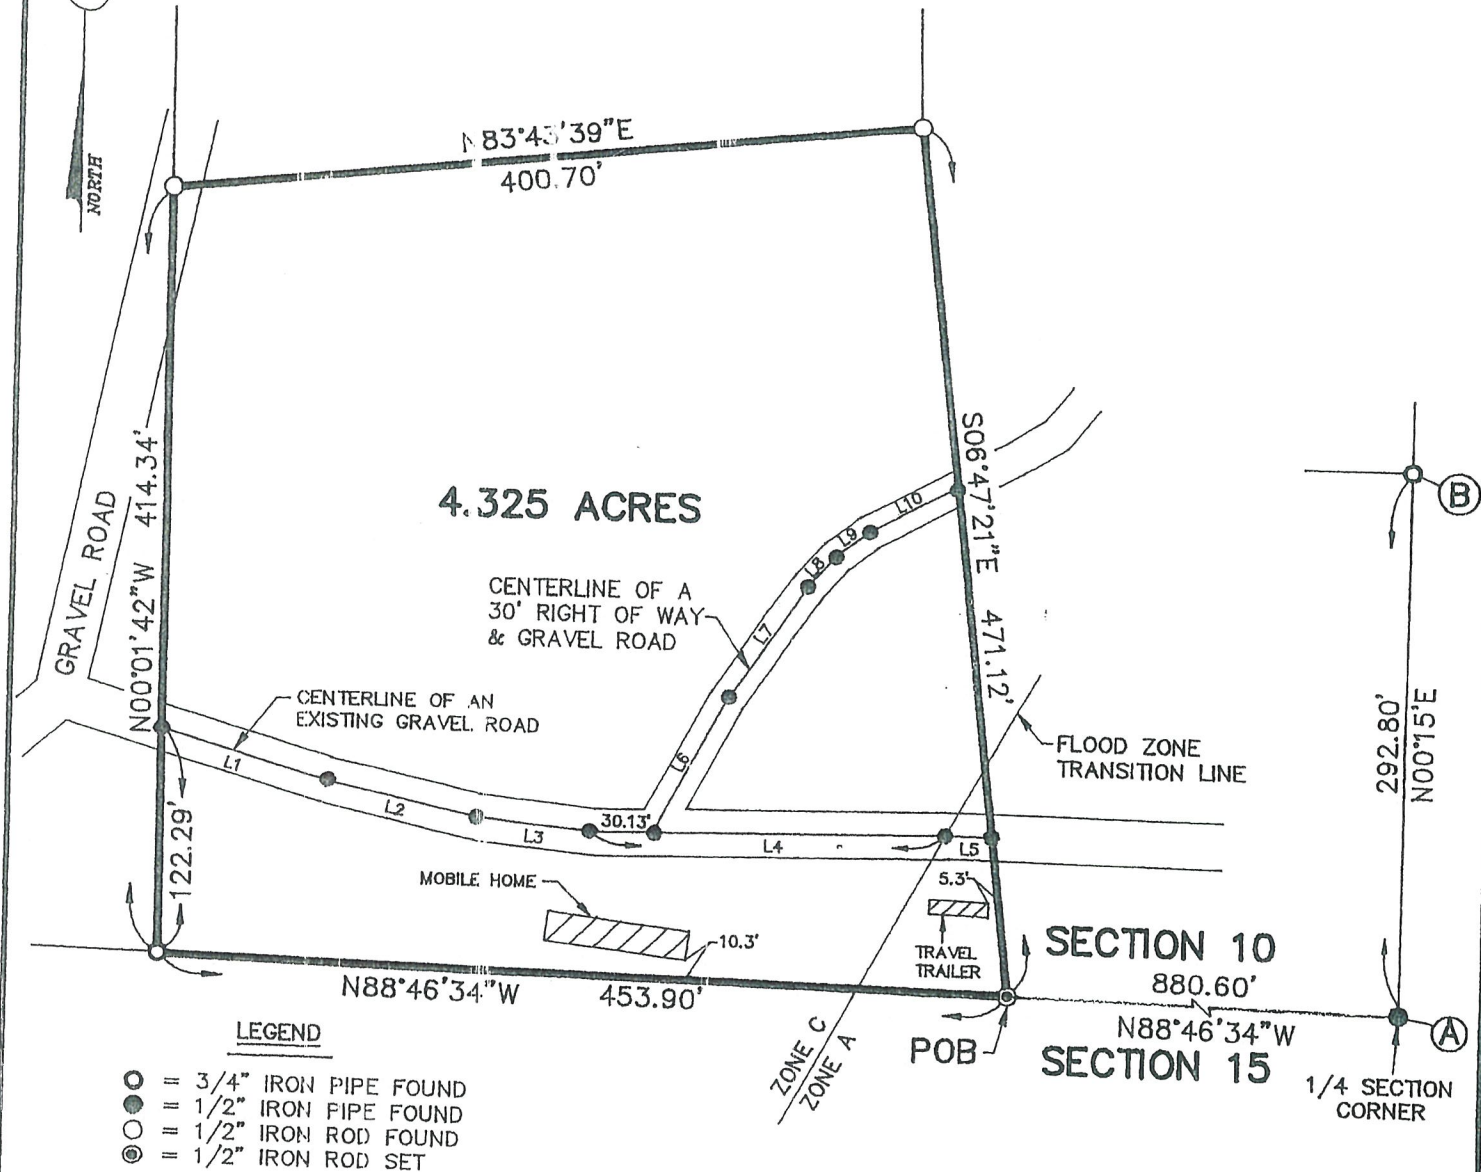 NORTH
N83°43'39"E
400.70'
N00°01'42"W 414.34'
GRAVEL ROAD
4.325 ACRES
S06°47'21"E 471.12'
CENTERLINE OF A
30' RIGHT OF WAY
& GRAVEL ROAD
L10
L9
L8
L7
L6
CENTERLINE OF AN
EXISTING GRAVEL ROAD
L1
L2
L3
30.13'
L4
L5
FLOOD ZONE
TRANSITION LINE
B
292.80'
N00°15'E
122.29'
MOBILE HOME
10.3'
5.3'
TRAVEL
TRAILER
SECTION 10
880.60'
N88°46'34"W
453.90'
N88°46'34"W
SECTION 15
POB
A
1/4 SECTION
CORNER
ZONE C
ZONE A
LEGEND
= 3/4" IRON PIPE FOUND
= 1/2" IRON PIPE FOUND
= 1/2" IRON ROD FOUND
= 1/2" IRON ROD SET